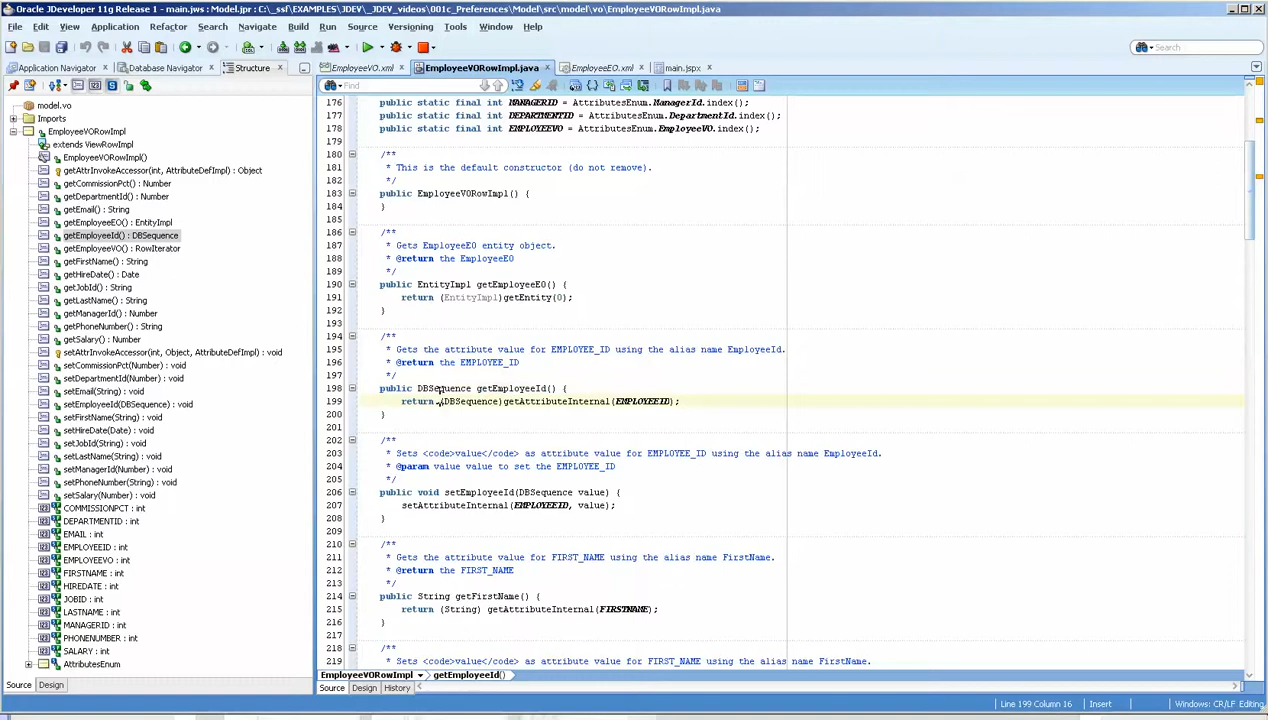 Oracle JDeveloper 11g Release 1 - main.jws : Model.jpr : C:\_ssf\EXAMPLES\JDEV\_JDEV_videos\001c_Preferences\Model\src\model\vo\EmployeeVORowImpl.java
File Edit View Application Refactor Search Navigate Build Run Source Versioning Tools Window Help
Search
Application Navigator Database Navigator Structure
EmployeeVO.xml EmployeeVORowImpl.java EmployeeEO.xml main.jspx
Find
model.vo
Imports
EmployeeVORowImpl
extends ViewRowImpl
EmployeeVORowImpl()
getAttrInvokeAccessor(int, AttributeDefImpl) : Object
getCommissionPct() : Number
getDepartmentId() : Number
getEmail() : String
getEmployeeEO() : EntityImpl
getEmployeeId() : DBSequence
getEmployeeVO() : RowIterator
getFirstName() : String
getHireDate() : Date
getJobId() : String
getLastName() : String
getManagerId() : Number
getPhoneNumber() : String
getSalary() : Number
setAttrInvokeAccessor(int, Object, AttributeDefImpl) : void
setCommissionPct(Number) : void
setDepartmentId(Number) : void
setEmail(String) : void
setEmployeeId(DBSequence) : void
setFirstName(String) : void
setHireDate(Date) : void
setJobId(String) : void
setLastName(String) : void
setManagerId(Number) : void
setPhoneNumber(String) : void
setSalary(Number) : void
COMMISSIONPCT : int
DEPARTMENTID : int
EMAIL : int
EMPLOYEEID : int
EMPLOYEEVO : int
FIRSTNAME : int
HIREDATE : int
JOBID : int
LASTNAME : int
MANAGERID : int
PHONENUMBER : int
SALARY : int
AttributesEnum
Source Design
176 public static final int MANAGERID = AttributesEnum.ManagerId.index();
177 public static final int DEPARTMENTID = AttributesEnum.DepartmentId.index();
178 public static final int EMPLOYEEVO = AttributesEnum.EmployeeVO.index();
179
180 /**
181 * This is the default constructor (do not remove).
182 */
183 public EmployeeVORowImpl() {
184 }
185
186 /**
187 * Gets EmployeeEO entity object.
188 * @return the EmployeeEO
189 */
190 public EntityImpl getEmployeeEO() {
191 return (EntityImpl)getEntity(0);
192 }
193
194 /**
195 * Gets the attribute value for EMPLOYEE_ID using the alias name EmployeeId.
196 * @return the EMPLOYEE_ID
197 */
198 public DBSequence getEmployeeId() {
199 return (DBSequence)getAttributeInternal(EMPLOYEEID);
200 }
201
202 /**
203 * Sets <code>value</code> as attribute value for EMPLOYEE_ID using the alias name EmployeeId.
204 * @param value value to set the EMPLOYEE_ID
205 */
206 public void setEmployeeId(DBSequence value) {
207 setAttributeInternal(EMPLOYEEID, value);
208 }
209
210 /**
211 * Gets the attribute value for FIRST_NAME using the alias name FirstName.
212 * @return the FIRST_NAME
213 */
214 public String getFirstName() {
215 return (String) getAttributeInternal(FIRSTNAME);
216 }
217
218 /**
219 * Sets <code>value</code> as attribute value for FIRST_NAME using the alias name FirstName.
EmployeeVORowImpl getEmployeeId()
Source Design History
Line 199 Column 16 Insert Windows: CR/LF Editing